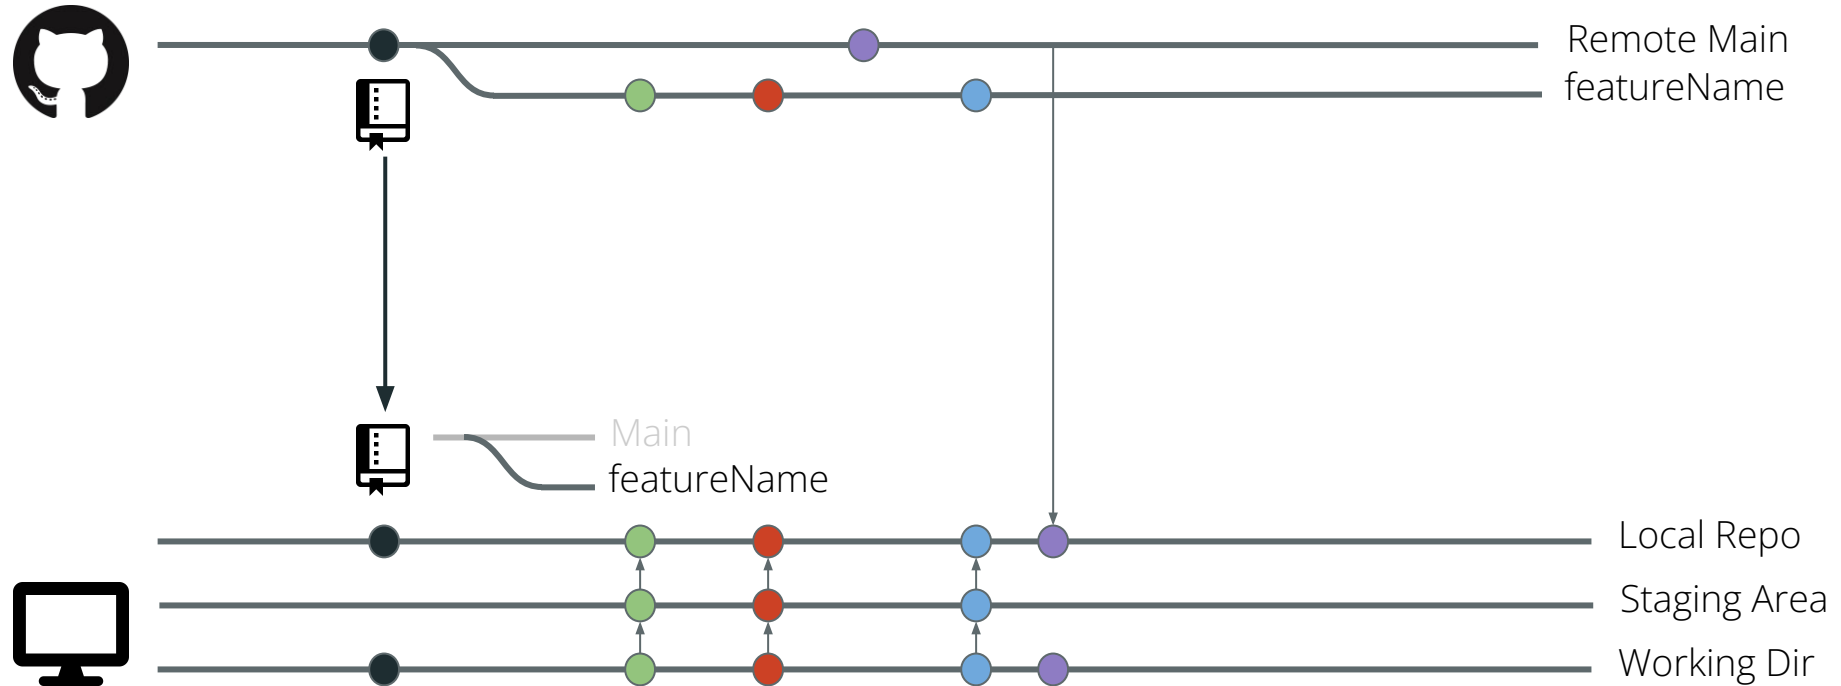 Remote Main
featureName
Main
featureName
Local Repo
Staging Area
Working Dir